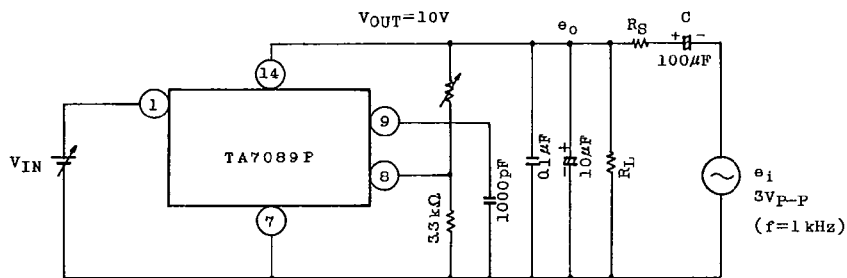 VOUT=10V
eo
RS
C
+ -
100μF
14
1
9
8
7
VIN
TA7089P
3.3kΩ
1000pF
0.1μF
+
-
10μF
RL
ei
3VP-P
(f=1kHz)